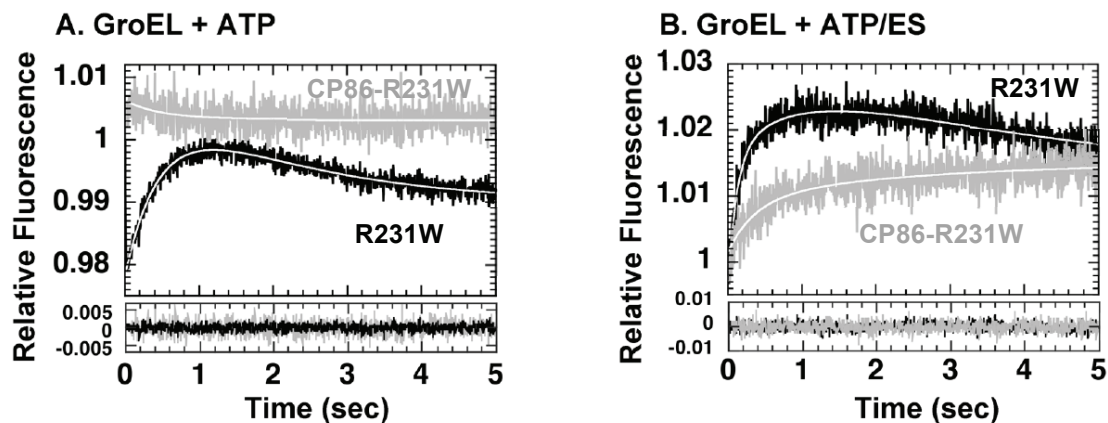 A. GroEL + ATP
Relative Fluorescence
1.01
1
0.99
0.98
CP86-R231W
R231W
0.005
0
-0.005
0 1 2 3 4 5
Time (sec)
B. GroEL + ATP/ES
Relative Fluorescence
1.03
1.02
1.01
1
R231W
CP86-R231W
0.01
0
-0.01
0 1 2 3 4 5
Time (sec)